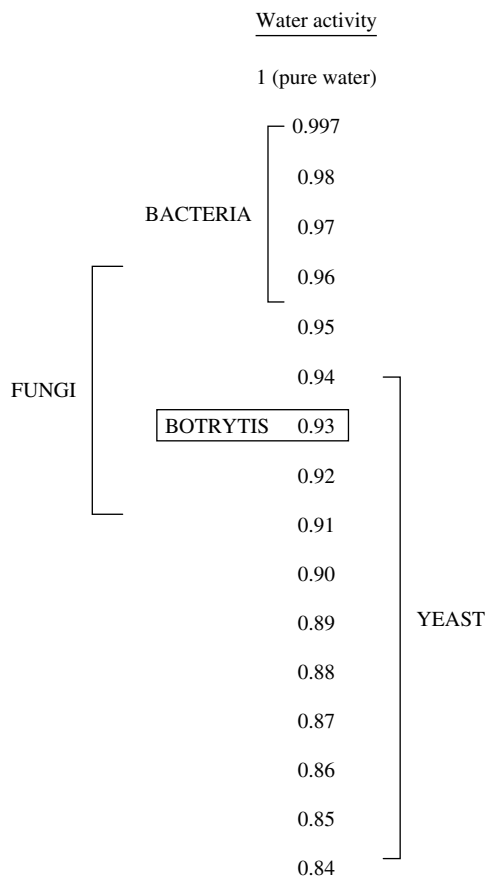 Water activity
1 (pure water)
0.997
0.98
BACTERIA 0.97
0.96
0.95
0.94
FUNGI
BOTRYTIS 0.93
0.92
0.91
0.90
0.89 YEAST
0.88
0.87
0.86
0.85
0.84